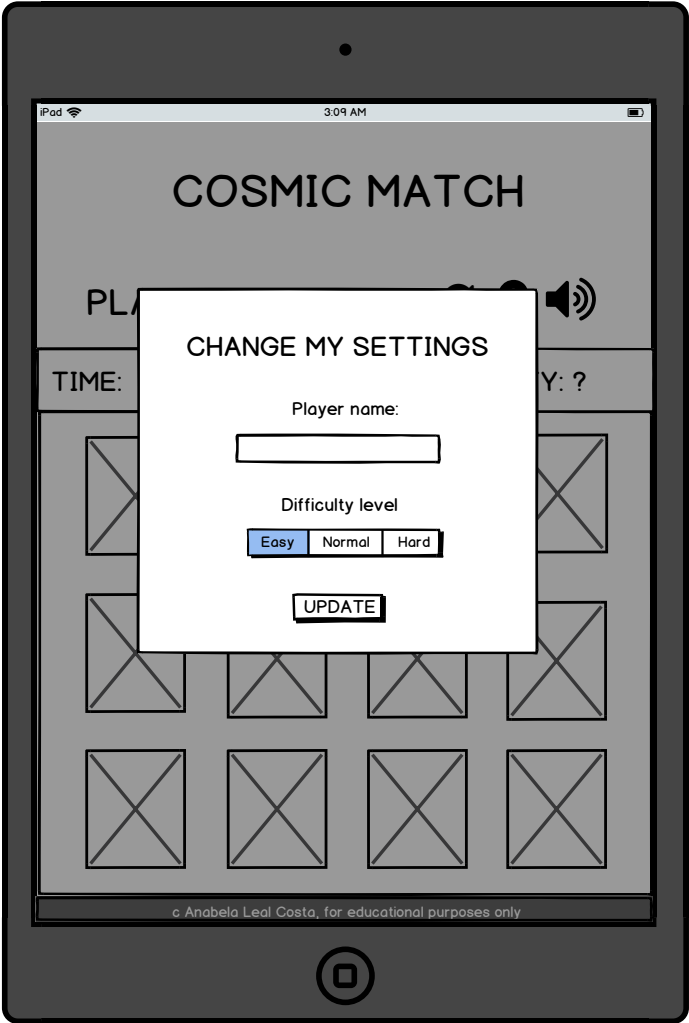 iPad 3:09 AM
COSMIC MATCH
PLA
CHANGE MY SETTINGS
TIME: Y: ?
Player name:
Difficulty level
Easy Normal Hard
UPDATE
c Anabela Leal Costa, for educational purposes only